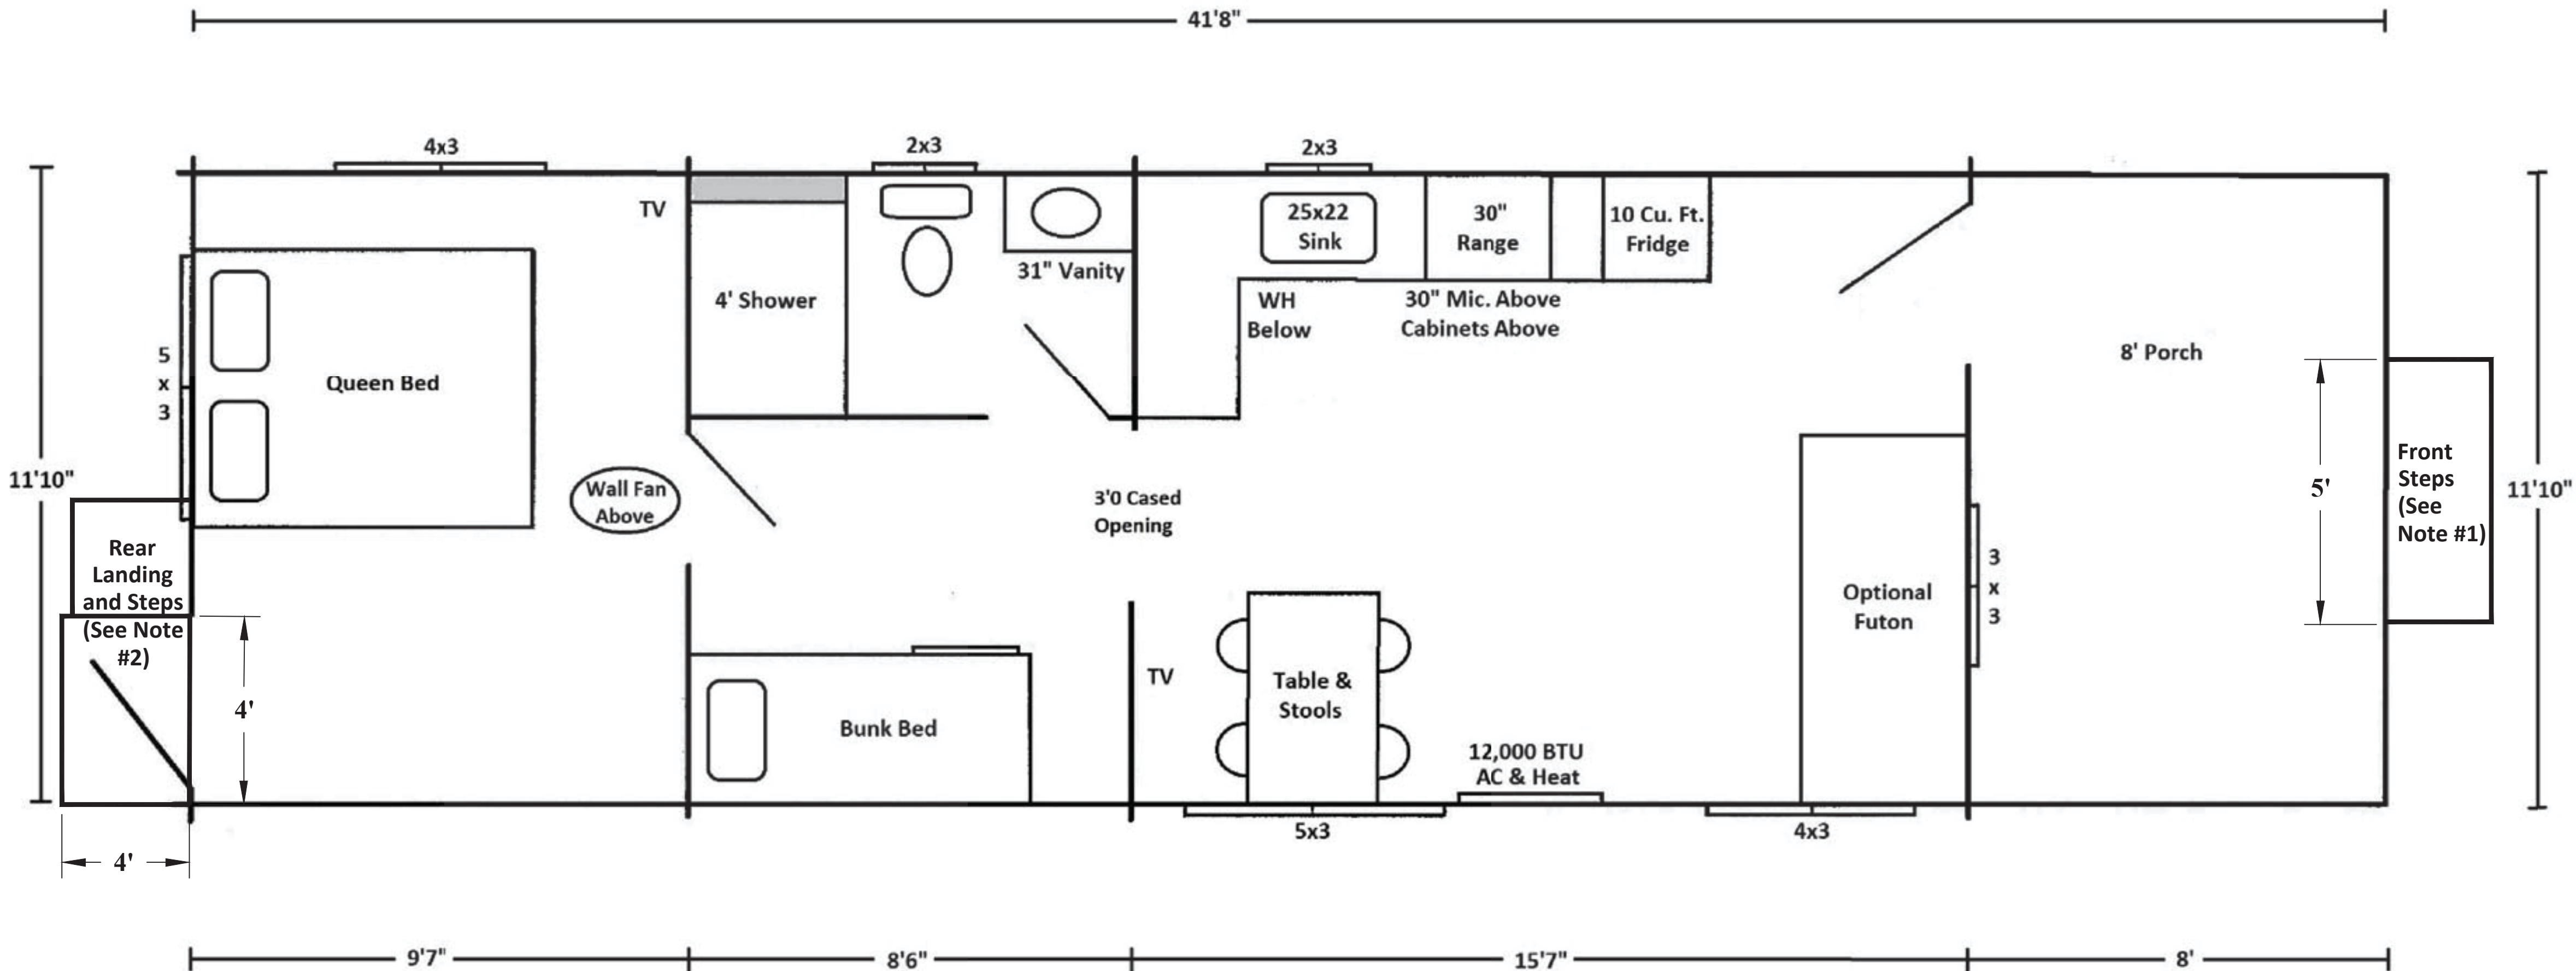 41'8"
4x3
2x3
2x3
TV
25x22
Sink
30"
Range
10 Cu. Ft.
Fridge
31" Vanity
4' Shower
WH
Below
30" Mic. Above
Cabinets Above
8' Porch
5
x
3
Queen Bed
11'10"
Wall Fan
Above
3'0 Cased
Opening
Front
Steps
(See
Note #1)
5'
11'10"
Rear
Landing
and Steps
(See Note
#2)
3
x
3
Optional
Futon
4'
TV
Table &
Stools
Bunk Bed
12,000 BTU
AC & Heat
5x3
4x3
4'
9'7"
8'6"
15'7"
8'